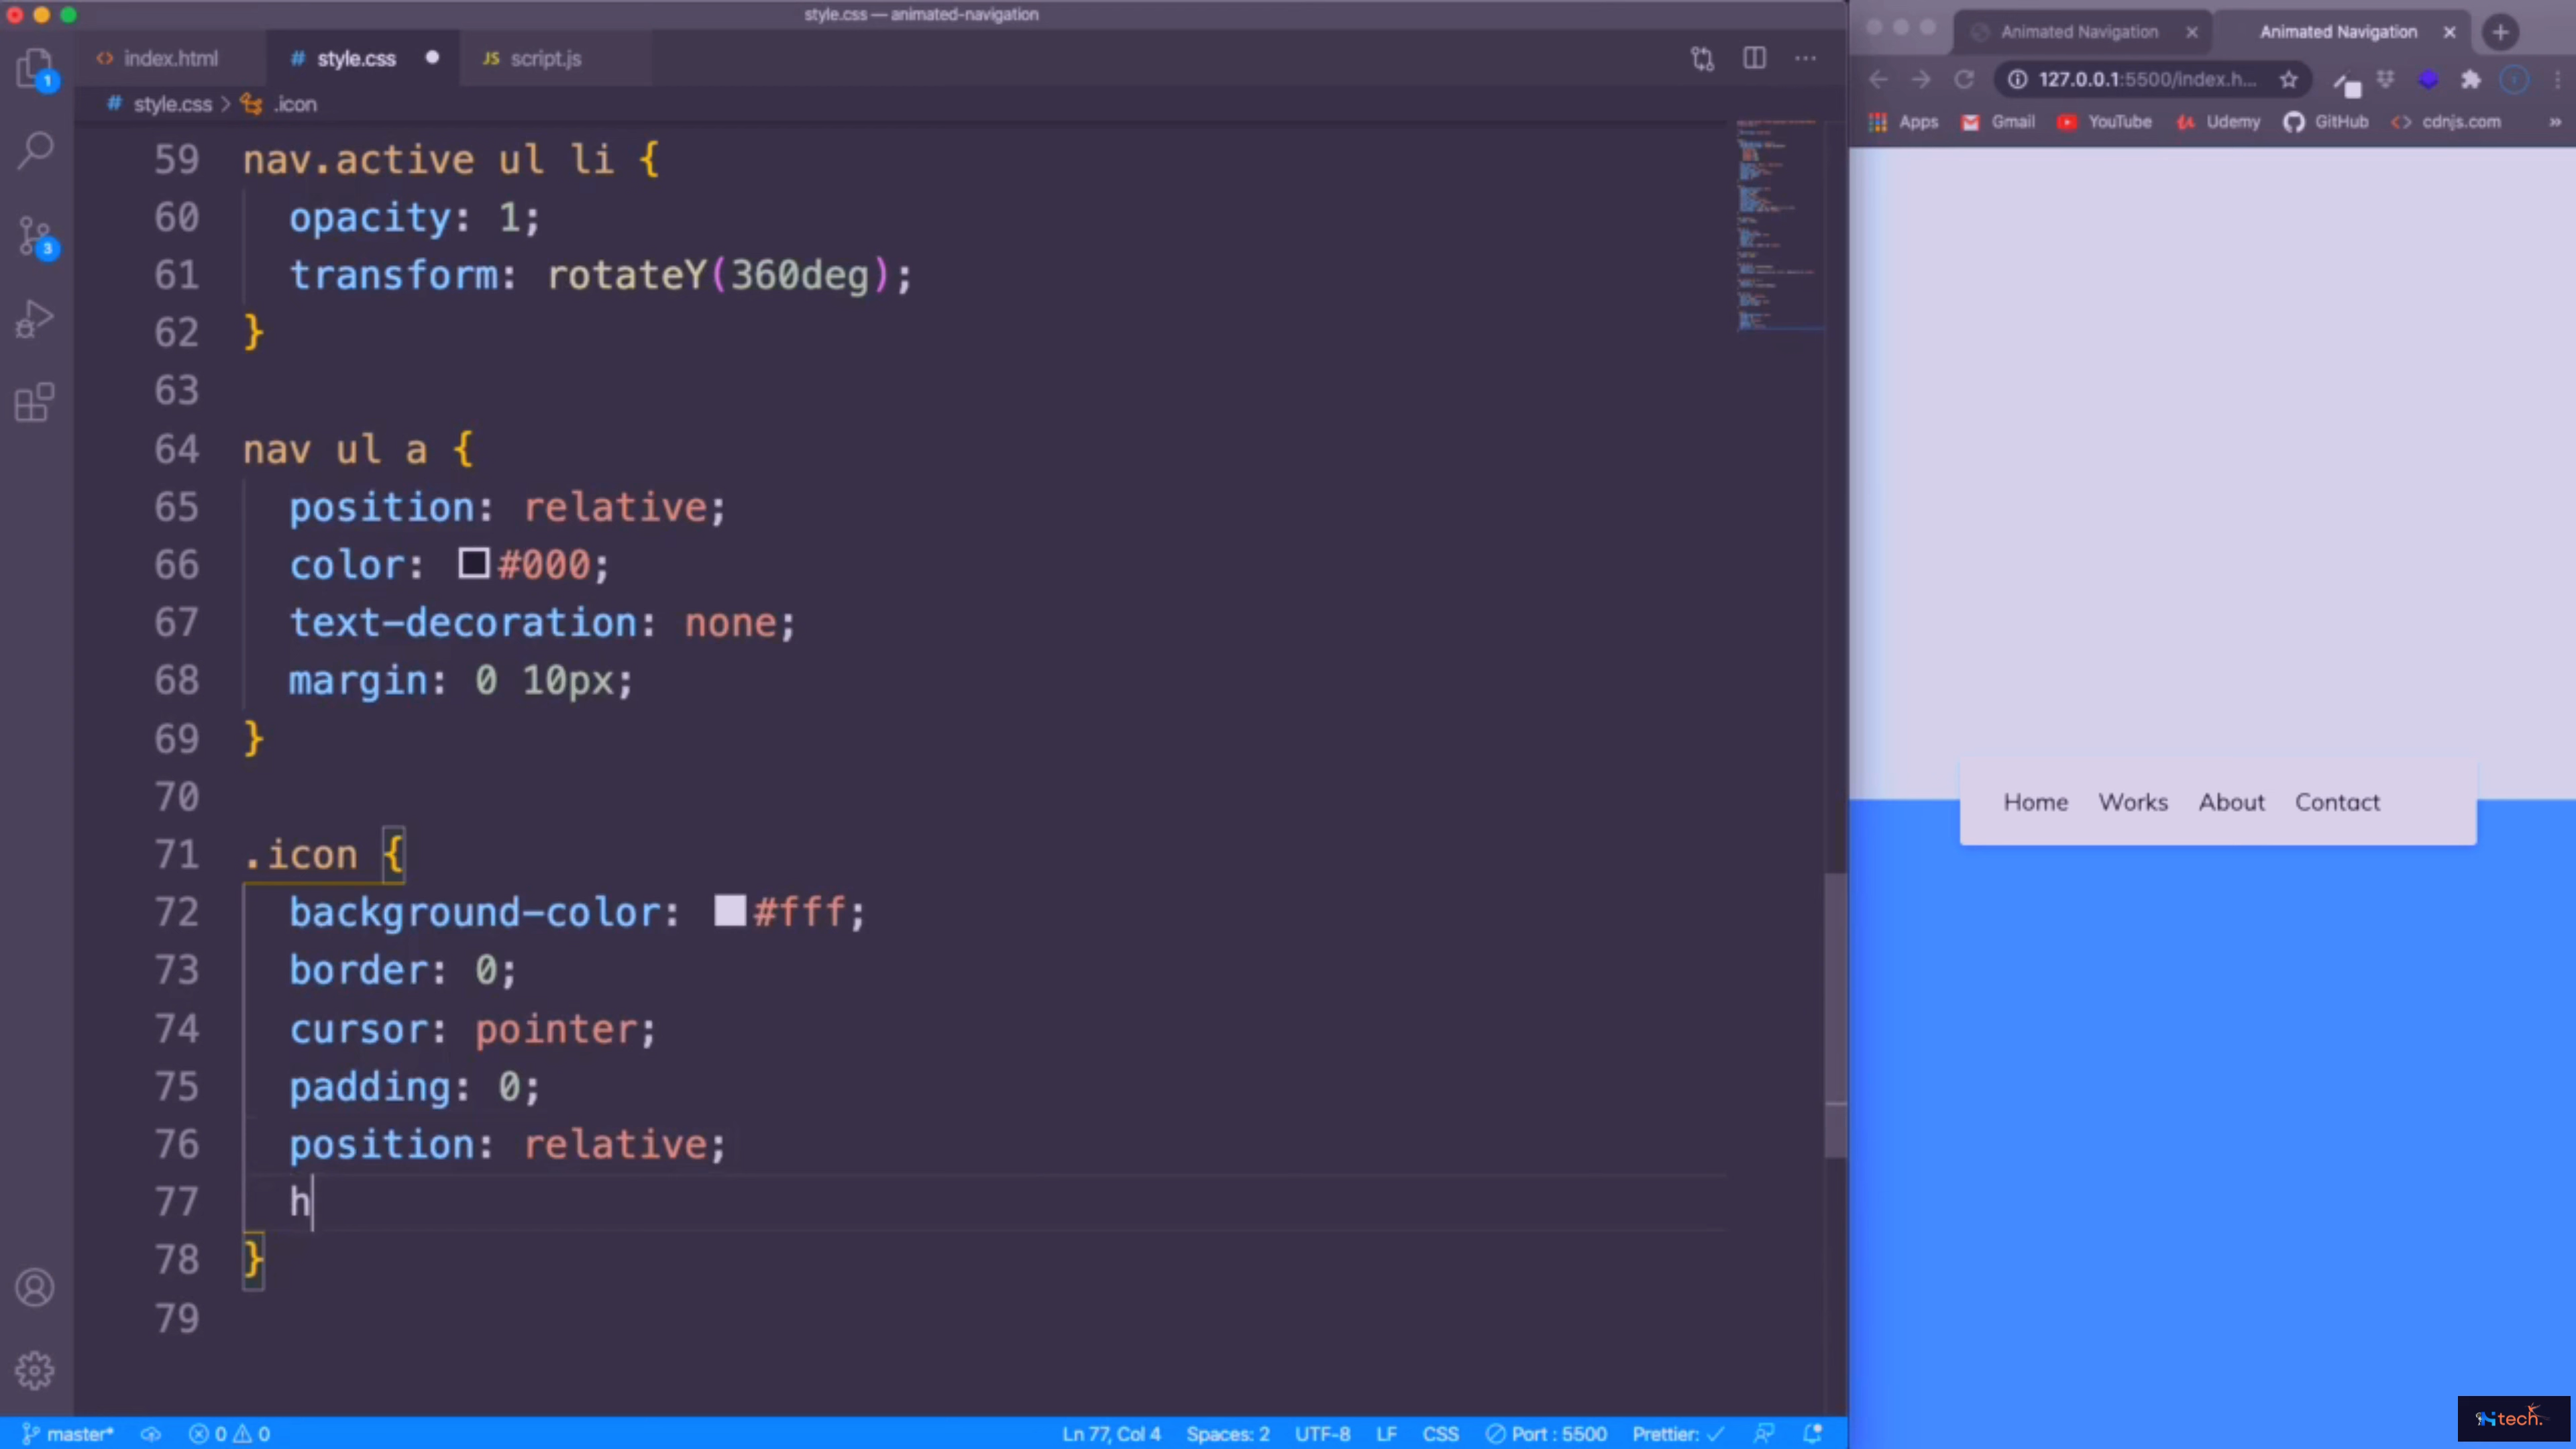 style.css — animated-navigation
index.html
# style.css
JS script.js
# style.css > .icon
59 nav.active ul li {
60 opacity: 1;
61 transform: rotateY(360deg);
62 }
63
64 nav ul a {
65 position: relative;
66 color: #000;
67 text-decoration: none;
68 margin: 0 10px;
69 }
70
71 .icon {
72 background-color: #fff;
73 border: 0;
74 cursor: pointer;
75 padding: 0;
76 position: relative;
77 h
78 }
79
1
3
master* 0 0 Ln 77, Col 4 Spaces: 2 UTF-8 LF CSS Port : 5500 Prettier: ✓
Animated Navigation
Animated Navigation
127.0.0.1:5500/index.h...
Apps Gmail YouTube Udemy GitHub cdnjs.com »
Home Works About Contact
tech.